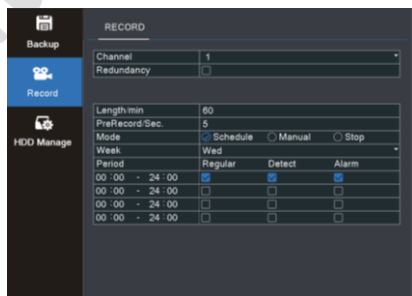 RECORD
Backup
Record
HDD Manage
Channel 1
Redundancy
Length/min 60
PreRecord/Sec. 5
Mode Schedule Manual Stop
Week Wed
Period Regular Detect Alarm
00 : 00 - 24 : 00
00 : 00 - 24 : 00
00 : 00 - 24 : 00
00 : 00 - 24 : 00